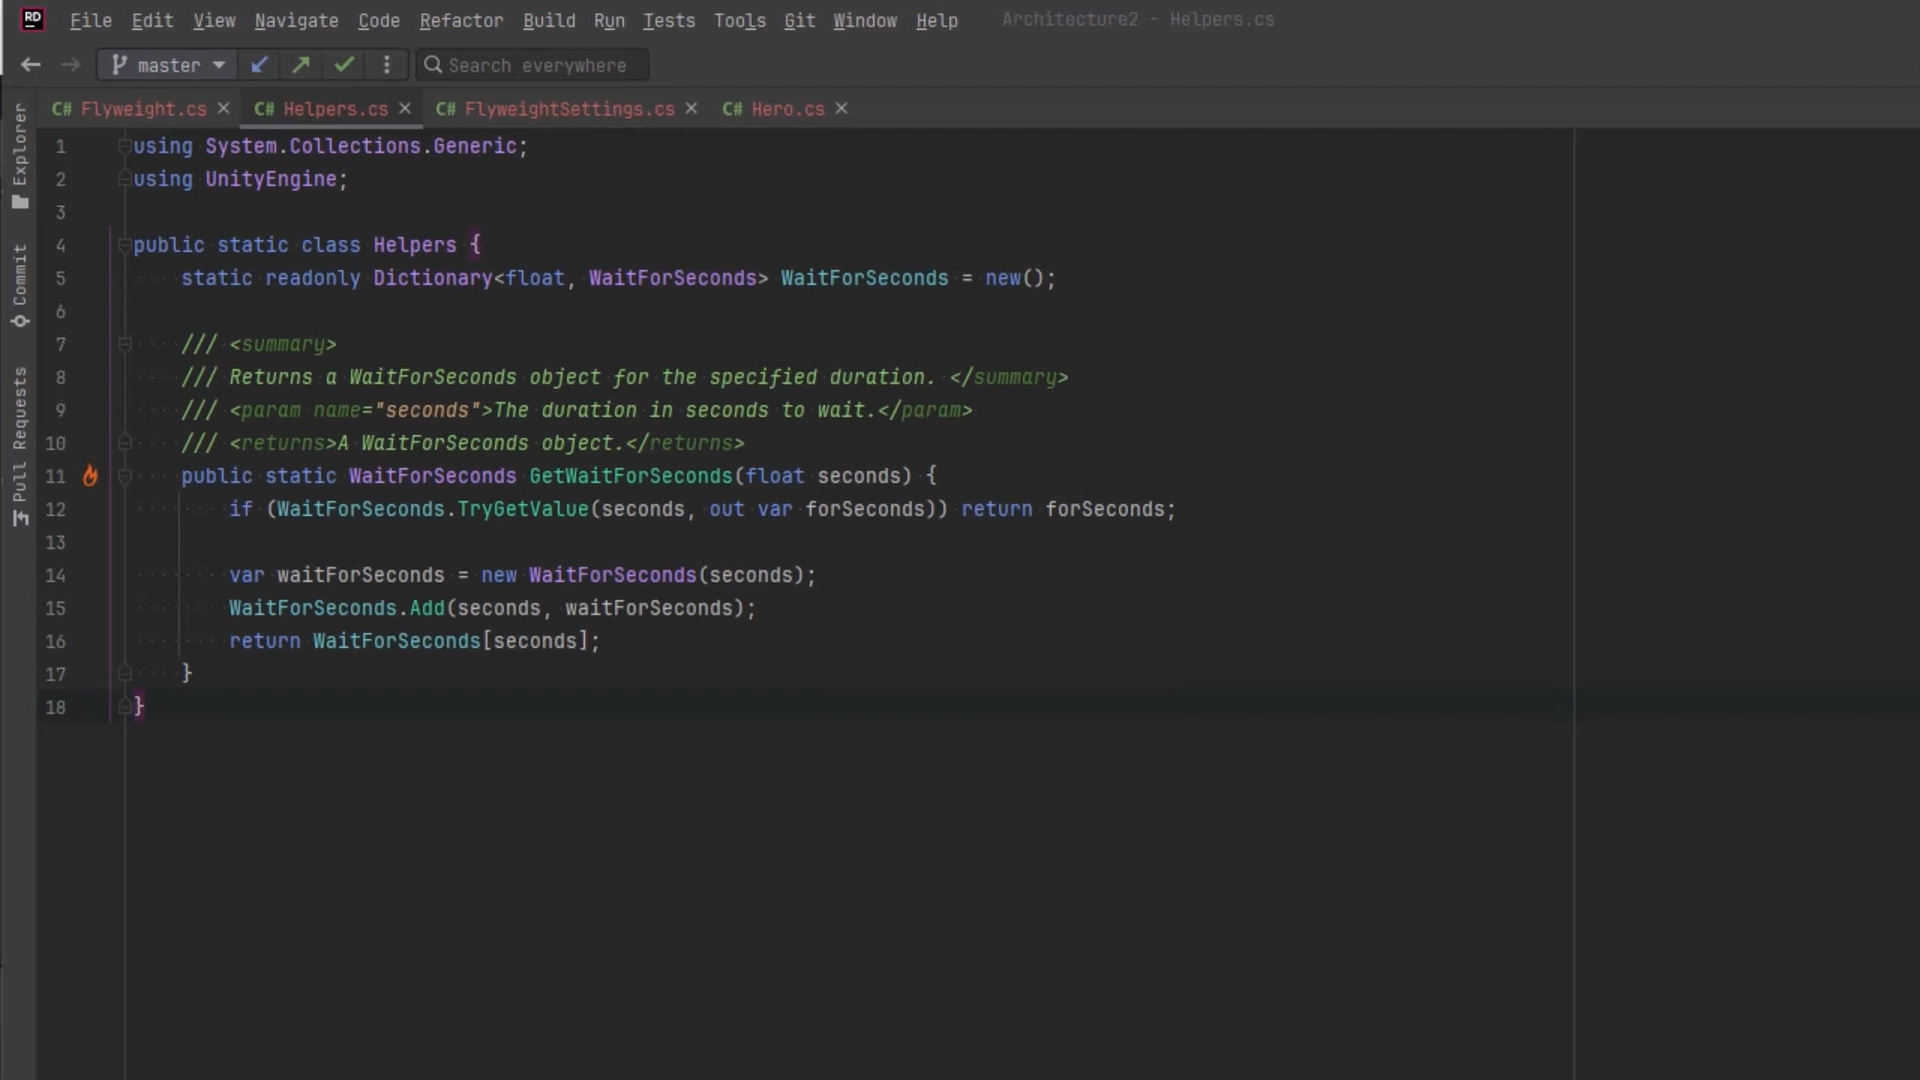 RD File Edit View Navigate Code Refactor Build Run Tests Tools Git Window Help Architecture2 - Helpers.cs
master Search everywhere
C# Flyweight.cs C# Helpers.cs C# FlyweightSettings.cs C# Hero.cs
Explorer
Commit
Pull Requests
1 using System.Collections.Generic;
2 using UnityEngine;
3
4 public static class Helpers {
5 static readonly Dictionary<float, WaitForSeconds> WaitForSeconds = new();
6
7 /// <summary>
8 /// Returns a WaitForSeconds object for the specified duration. </summary>
9 /// <param name="seconds">The duration in seconds to wait.</param>
10 /// <returns>A WaitForSeconds object.</returns>
11 public static WaitForSeconds GetWaitForSeconds(float seconds) {
12 if (WaitForSeconds.TryGetValue(seconds, out var forSeconds)) return forSeconds;
13
14 var waitForSeconds = new WaitForSeconds(seconds);
15 WaitForSeconds.Add(seconds, waitForSeconds);
16 return WaitForSeconds[seconds];
17 }
18 }